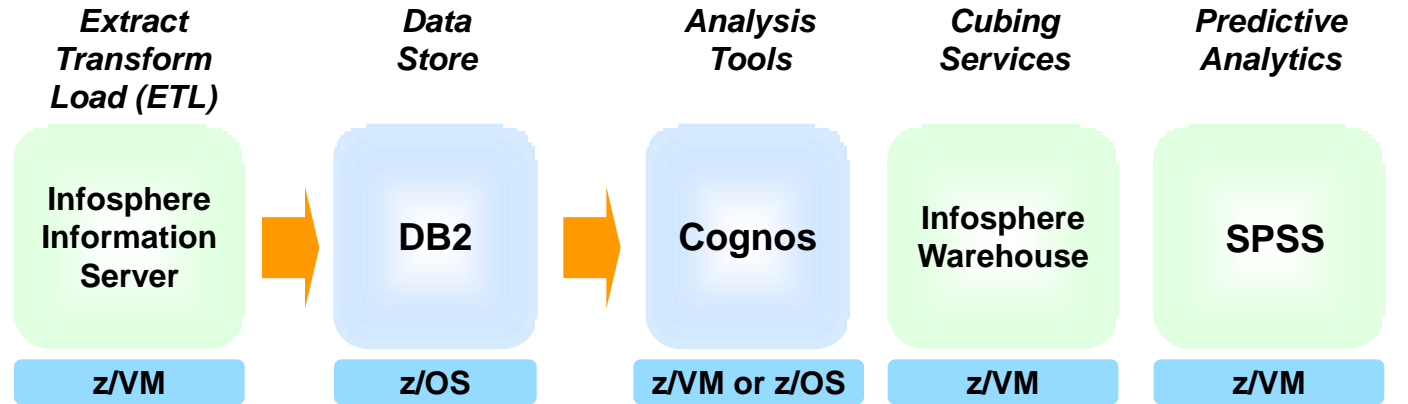 Extract
Transform
Load (ETL)
Data
Store
Analysis
Tools
Cubing
Services
Predictive
Analytics
Infosphere
Information
Server
DB2
Cognos
Infosphere
Warehouse
SPSS
z/VM
z/OS
z/VM or z/OS
z/VM
z/VM